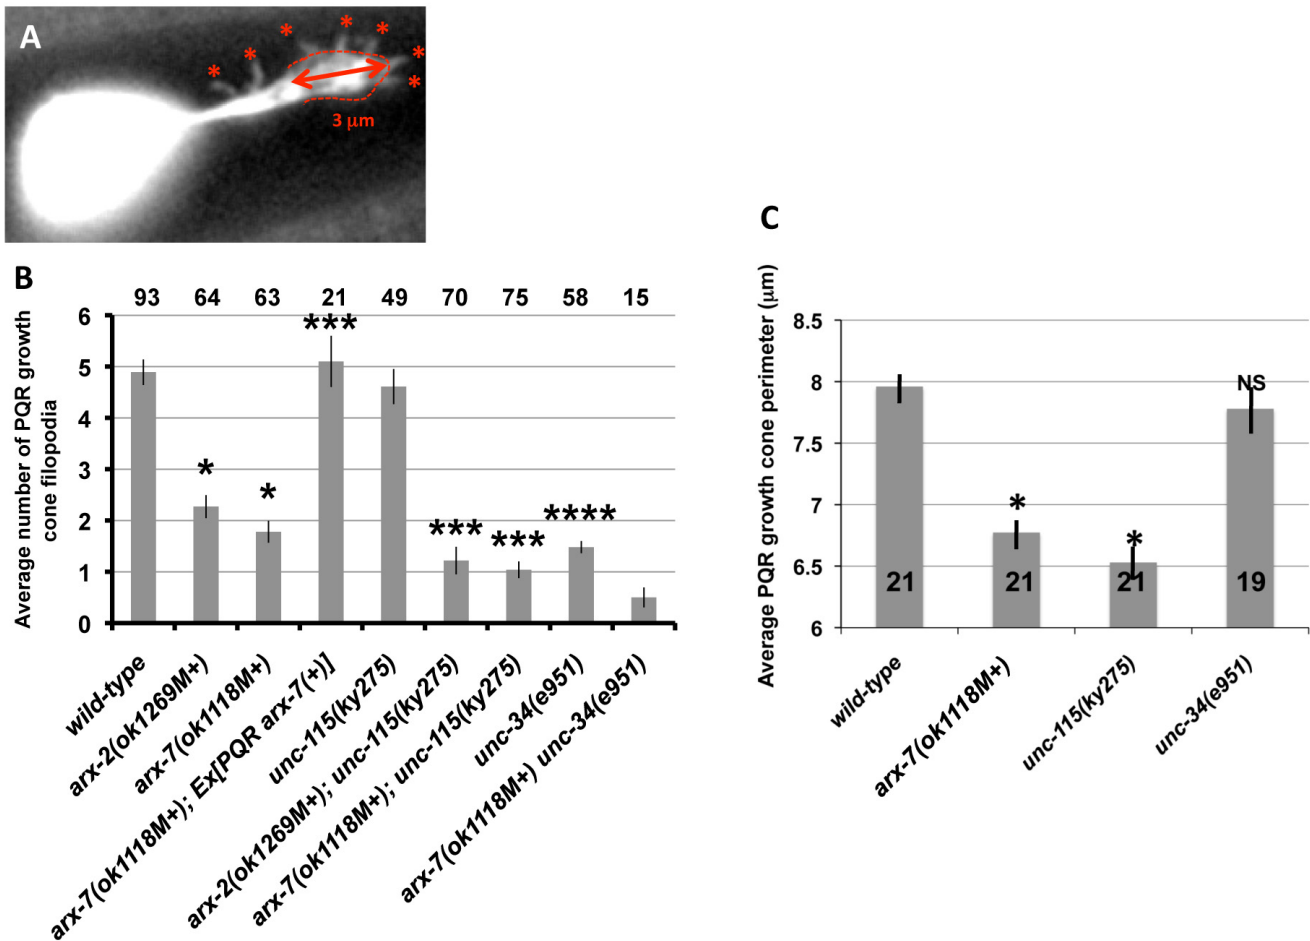 A
* * * * * * *
3 μm
B
93 64 63 21 49 70 75 58 15
Average number of PQR growth
cone filopodia
6
5
4
3
2
1
0
* * *** *** *** ****
wild-type
arx-2(ok1269M+)
arx-7(ok1118M+)
arx-7(ok1118M+); Ex[PQR arx-7(+)]
unc-115(ky275)
arx-2(ok1269M+); unc-115(ky275)
arx-7(ok1118M+); unc-115(ky275)
unc-34(e951)
arx-7(ok1118M+) unc-34(e951)
C
Average PQR growth cone perimeter (μm)
8.5
8
7.5
7
6.5
6
* * NS
21 21 21 19
wild-type
arx-7(ok1118M+)
unc-115(ky275)
unc-34(e951)